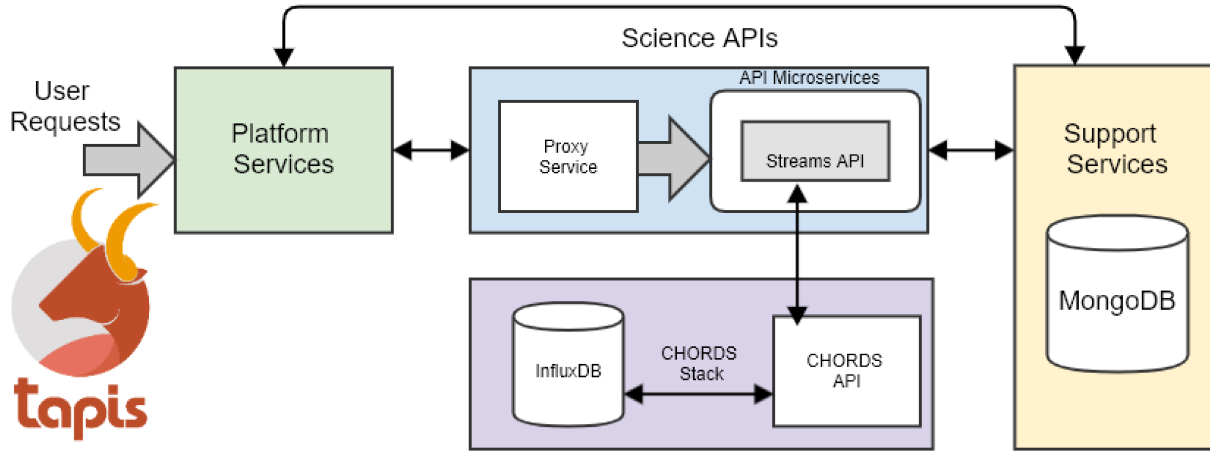 Science APIs
User
Requests
Platform
Services
API Microservices
Proxy
Service
Streams API
Support
Services
MongoDB
InfluxDB
CHORDS
Stack
CHORDS
API
tapis